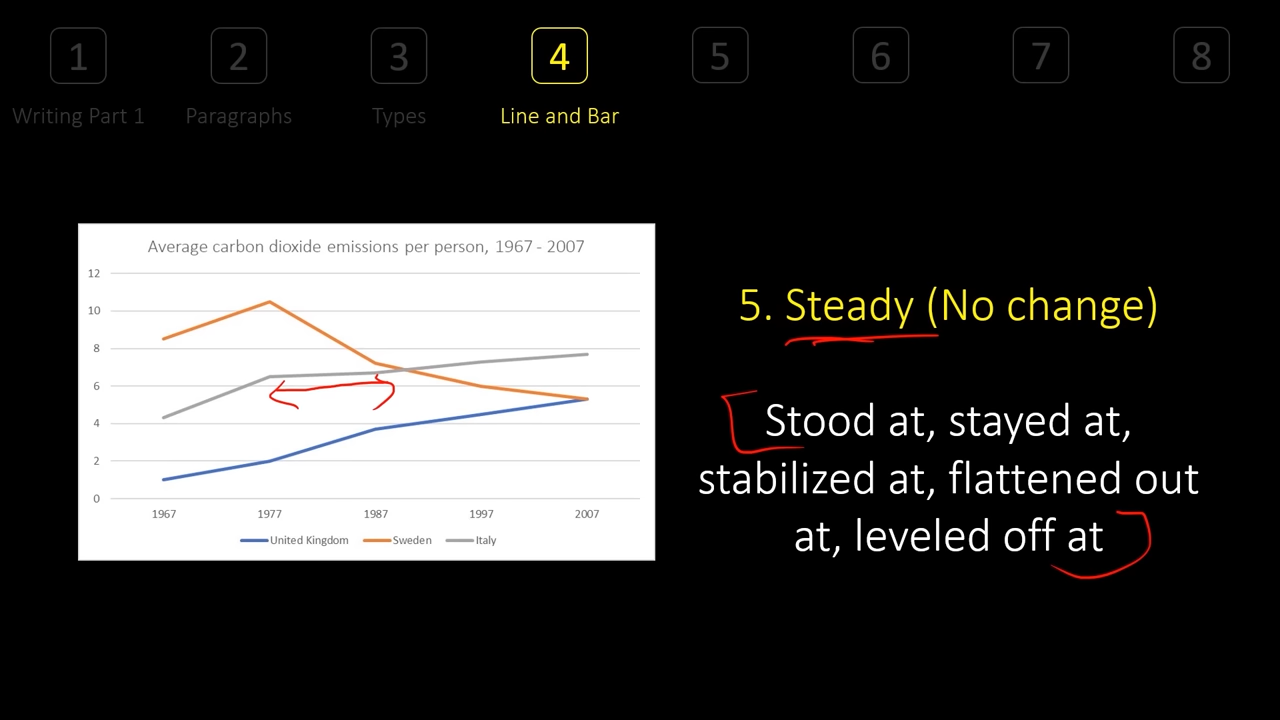 1 2 3 4 5 6 7 8
Writing Part 1 Paragraphs Types Line and Bar
Average carbon dioxide emissions per person, 1967 - 2007
12
10
8
6
4
2
0
1967 1977 1987 1997 2007
United Kingdom Sweden Italy
5. Steady (No change)
Stood at, stayed at,
stabilized at, flattened out
at, leveled off at